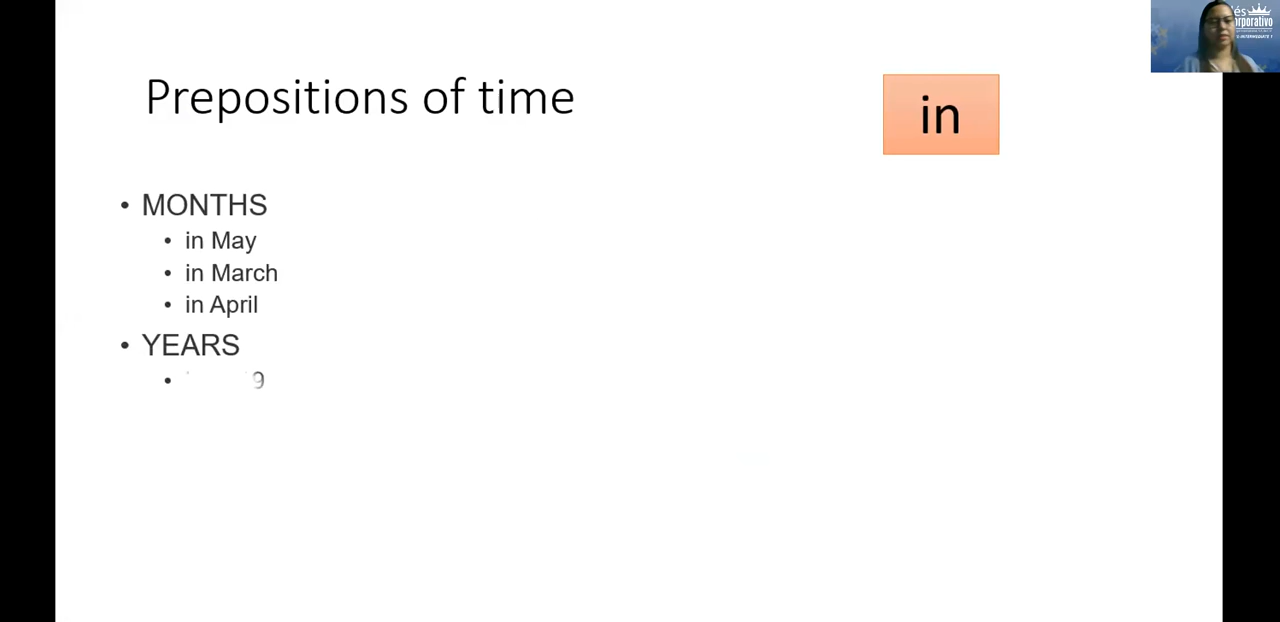 Prepositions of time
in
• MONTHS
• in May
• in March
• in April
• YEARS